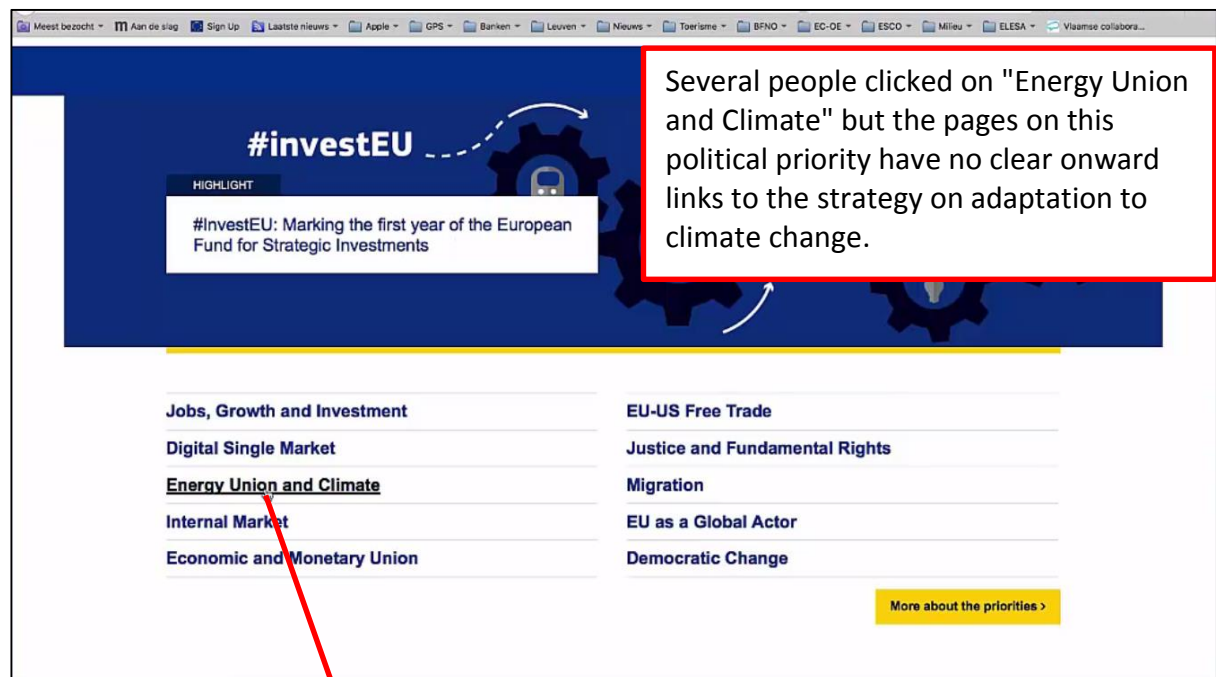 Meest bezocht Aan de slag Sign Up Laatste nieuws Apple GPS Banken Leuven Nieuws Toerisme BFNO EC-OE ESCO Milieu ELESA Vlaamse collabora...
Several people clicked on "Energy Union
and Climate" but the pages on this
political priority have no clear onward
links to the strategy on adaptation to
climate change.
#investEU
HIGHLIGHT
#InvestEU: Marking the first year of the European
Fund for Strategic Investments
Jobs, Growth and Investment
Digital Single Market
Energy Union and Climate
Internal Market
Economic and Monetary Union
EU-US Free Trade
Justice and Fundamental Rights
Migration
EU as a Global Actor
Democratic Change
More about the priorities >